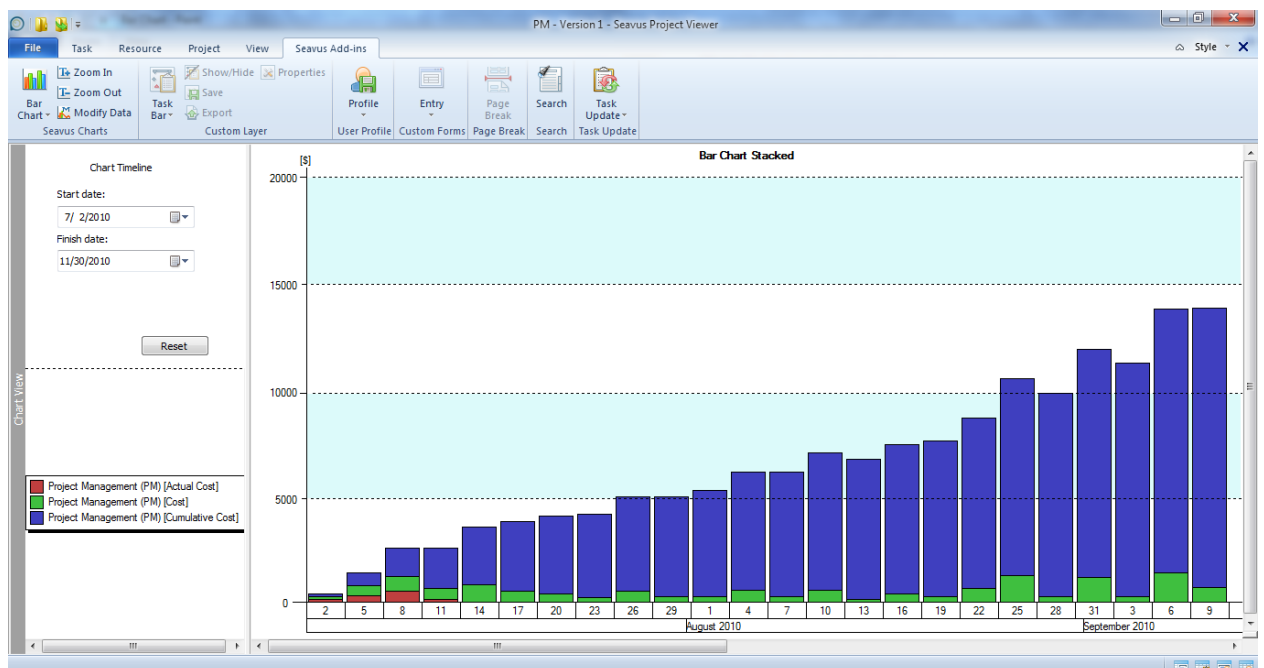 PM - Version 1 - Seavus Project Viewer
File Task Resource Project View Seavus Add-ins Style
Bar Chart
Zoom In
Zoom Out
Modify Data
Task Bar
Show/Hide
Save
Export
Properties
Profile
Entry
Page Break
Search
Task Update
Seavus Charts Custom Layer User Profile Custom Forms Page Break Search Task Update
Chart View
Chart Timeline
Start date:
7/ 2/2010
Finish date:
11/30/2010
Reset
Project Management (PM) [Actual Cost]
Project Management (PM) [Cost]
Project Management (PM) [Cumulative Cost]
Bar Chart Stacked
[$]
20000
15000
10000
5000
0
2 5 8 11 14 17 20 23 26 29 1 4 7 10 13 16 19 22 25 28 31 3 6 9
August 2010 September 2010